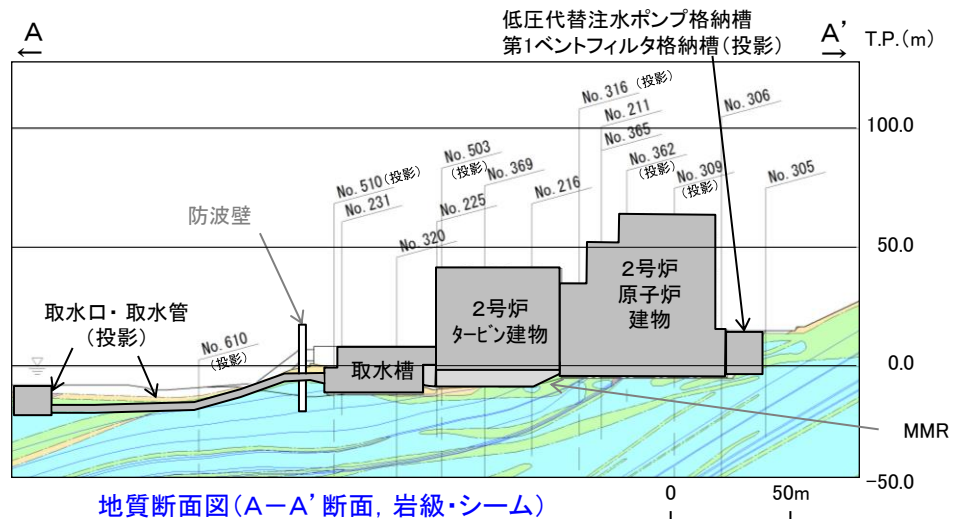 低圧代替注水ポンプ格納槽
第1ベントフィルタ格納槽(投影)
A
A’
T.P.(m)
No. 316 (投影)
No. 211
No. 306
No. 365
100.0
No. 503
(投影)
No. 362
(投影)
No. 369
No. 309
(投影)
No. 305
No. 510(投影)
No. 231
No. 225
No. 216
防波壁
No. 320
50.0
2号炉
タービン建物
2号炉
原子炉
建物
取水口・取水管
(投影)
No. 610
(投影)
取水槽
0.0
MMR
-50.0
地質断面図(A-A’断面, 岩級・シーム)
0
50m